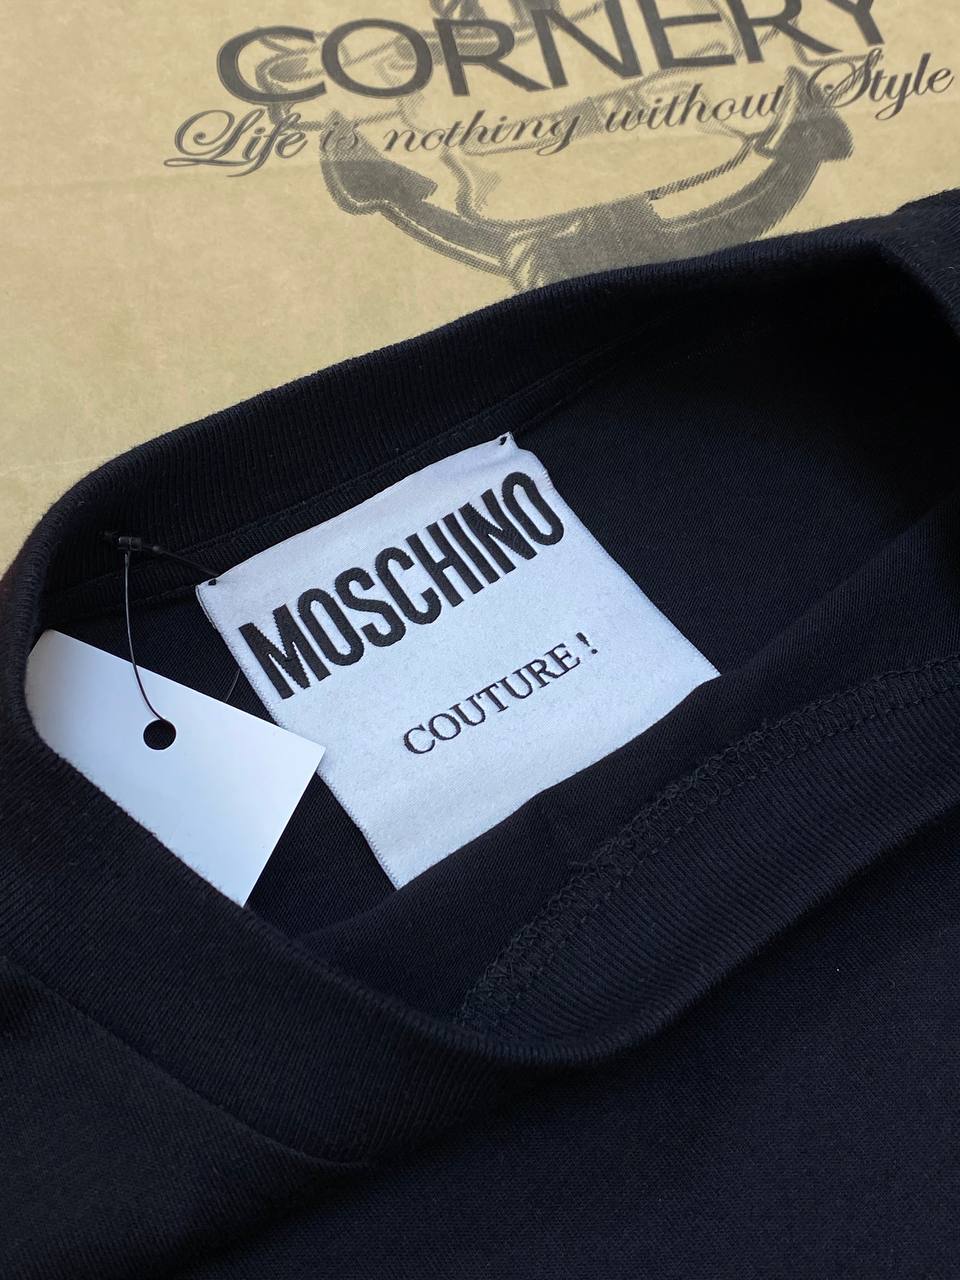 CORNERY
Life is nothing without Style
MOSCHINO
COUTURE !